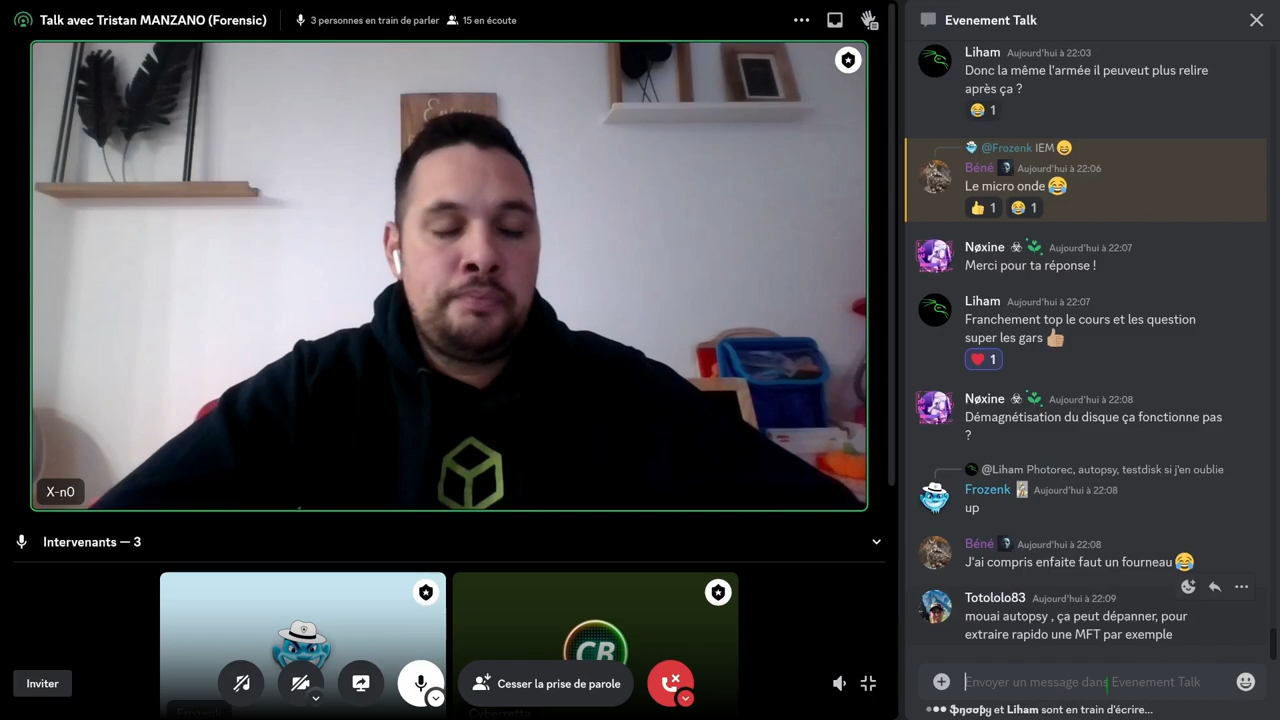 Talk avec Tristan MANZANO (Forensic)
3 personnes en train de parler
15 en écoute
X-n0
Intervenants — 3
CB
Inviter
Cesser la prise de parole
Evenement Talk
Liham Aujourd'hui à 22:03
Donc la même l'armée il peuveut plus relire
après ça ?
😂 1
@Frozenk IEM 😄
Béné Aujourd'hui à 22:06
Le micro onde 😂
👍 1 😂 1
Nøxine ☣ Aujourd'hui à 22:07
Merci pour ta réponse !
Liham Aujourd'hui à 22:07
Franchement top le cours et les question
super les gars 👍
❤️ 1
Nøxine ☣ Aujourd'hui à 22:08
Démagnétisation du disque ça fonctionne pas
?
@Liham Photorec, autopsy, testdisk si j'en oublie
Frozenk Aujourd'hui à 22:08
up
Béné Aujourd'hui à 22:08
J'ai compris enfaite faut un fourneau 😂
Totololo83 Aujourd'hui à 22:09
mouai autopsy , ça peut dépanner, pour
extraire rapido une MFT par exemple
Envoyer un message dans Evenement Talk
et Liham sont en train d'écrire...